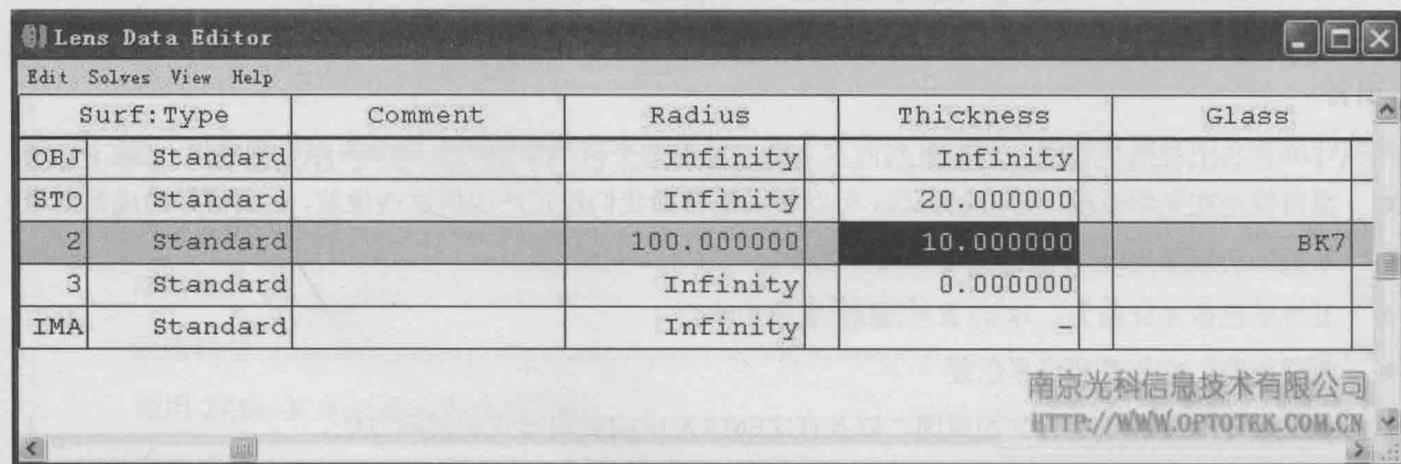 Lens Data Editor
Edit Solves View Help
Surf:Type Comment Radius Thickness Glass
OBJ Standard Infinity Infinity
STO Standard Infinity 20.000000
2 Standard 100.000000 10.000000 BK7
3 Standard Infinity 0.000000
IMA Standard Infinity -
南京光科信息技术有限公司
HTTP://WWW.OPTOTEK.COM.CN